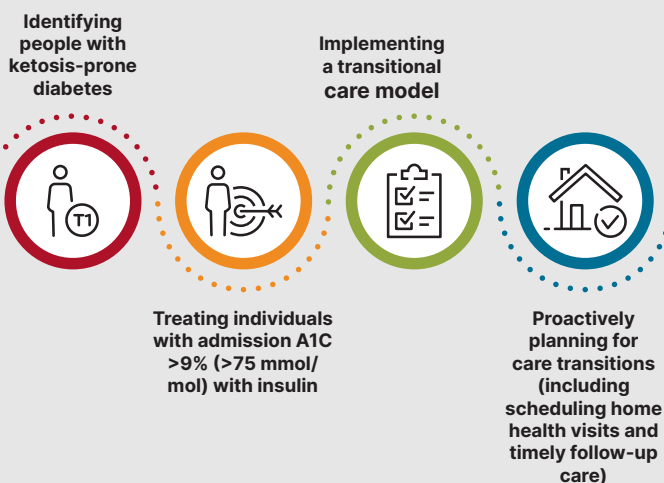 Identifying
people with
ketosis-prone
diabetes
T1
Treating individuals
with admission A1C
>9% (>75 mmol/
mol) with insulin
Implementing
a transitional
care model
Proactively
planning for
care transitions
(including
scheduling home
health visits and
timely follow-up
care)